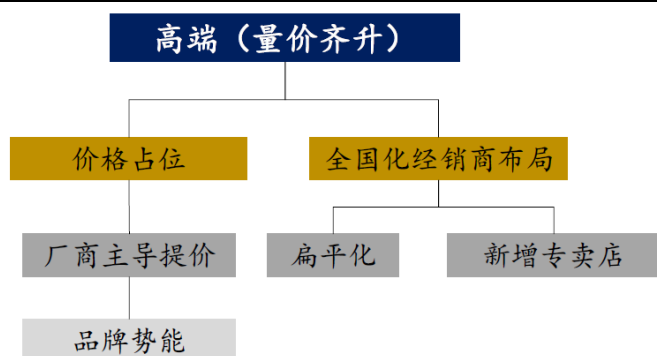 高端（量价齐升）
价格占位
全国化经销商布局
厂商主导提价
扁平化
新增专卖店
品牌势能